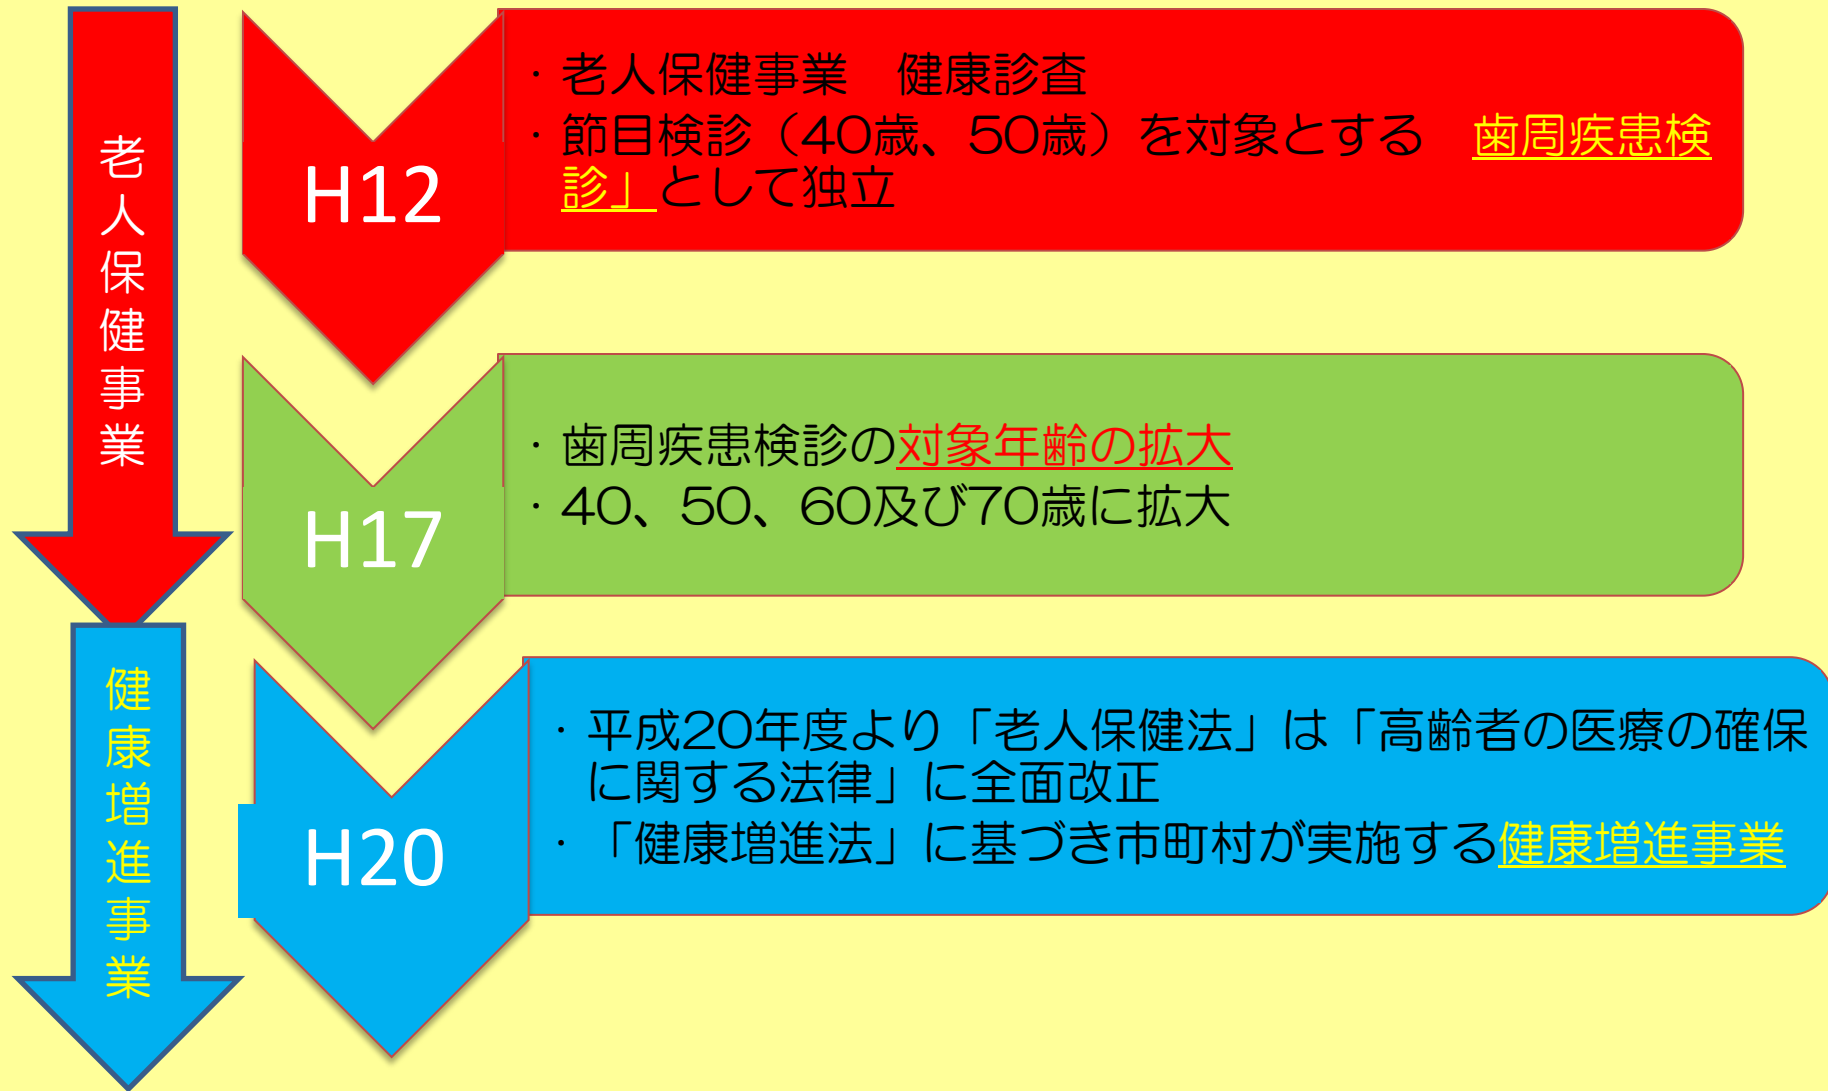 老人保健事業
H12
・老人保健事業　健康診査
・節目検診（40歳、50歳）を対象とする　歯周疾患検
診」として独立
H17
・歯周疾患検診の対象年齢の拡大
・40、50、60及び70歳に拡大
健康増進事業
H20
・平成20年度より「老人保健法」は「高齢者の医療の確保
に関する法律」に全面改正
・「健康増進法」に基づき市町村が実施する健康増進事業